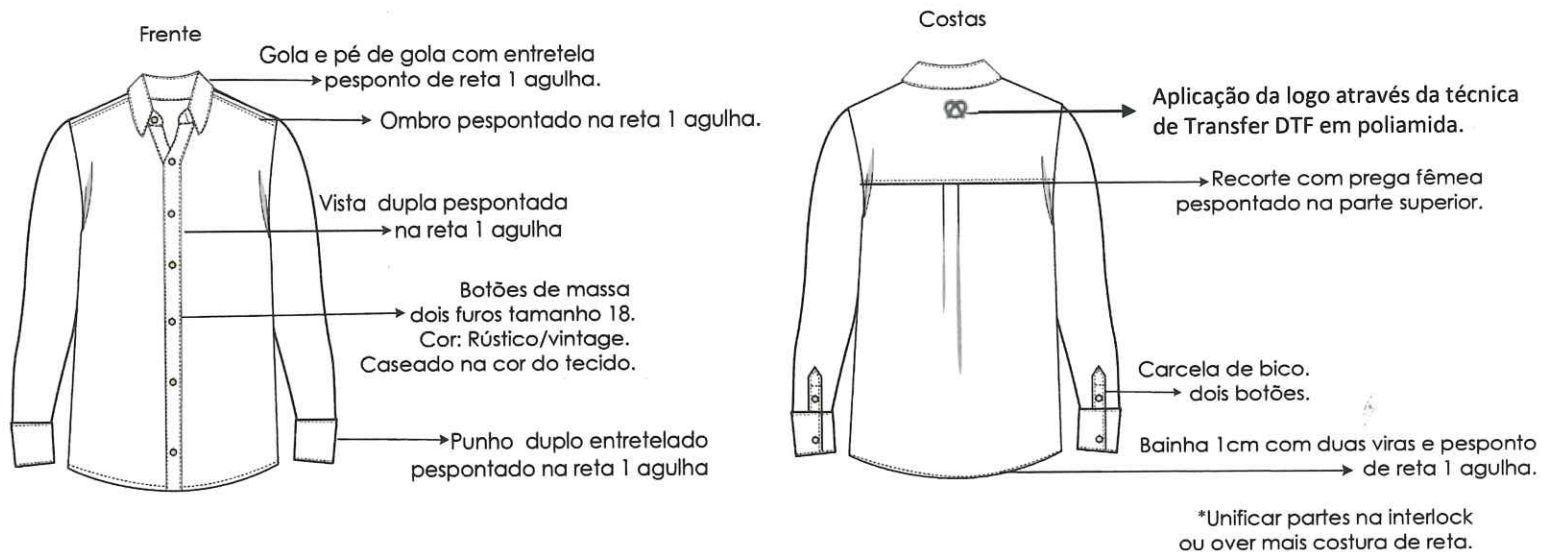 Frente
Gola e pé de gola com entretela
pesponto de reta 1 agulha.
Ombro pespontado na reta 1 agulha.
Vista dupla pespontada
na reta 1 agulha
Botões de massa
dois furos tamanho 18.
Cor: Rústico/vintage.
Caseado na cor do tecido.
Punho duplo entretelado
pespontado na reta 1 agulha
Costas
Aplicação da logo através da técnica
de Transfer DTF em poliamida.
Recorte com prega fêmea
pespontado na parte superior.
Carcela de bico.
dois botões.
Bainha 1cm com duas viras e pesponto
de reta 1 agulha.
*Unificar partes na interlock
ou over mais costura de reta.